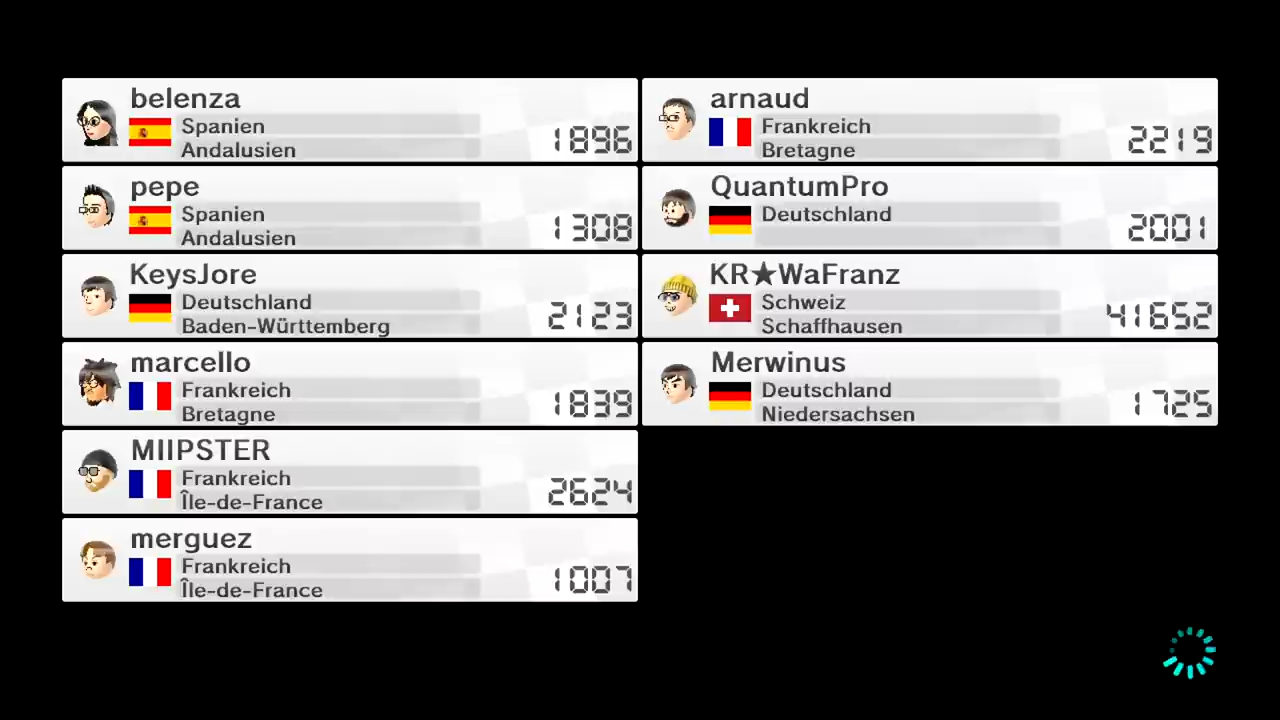 belenza
Spanien
Andalusien
1896
pepe
Spanien
Andalusien
1308
KeysJore
Deutschland
Baden-Württemberg
2123
marcello
Frankreich
Bretagne
1839
MIIPSTER
Frankreich
Île-de-France
2624
merguez
Frankreich
Île-de-France
1007
arnaud
Frankreich
Bretagne
2219
QuantumPro
Deutschland
2001
KR★WaFranz
Schweiz
Schaffhausen
41652
Merwinus
Deutschland
Niedersachsen
1725